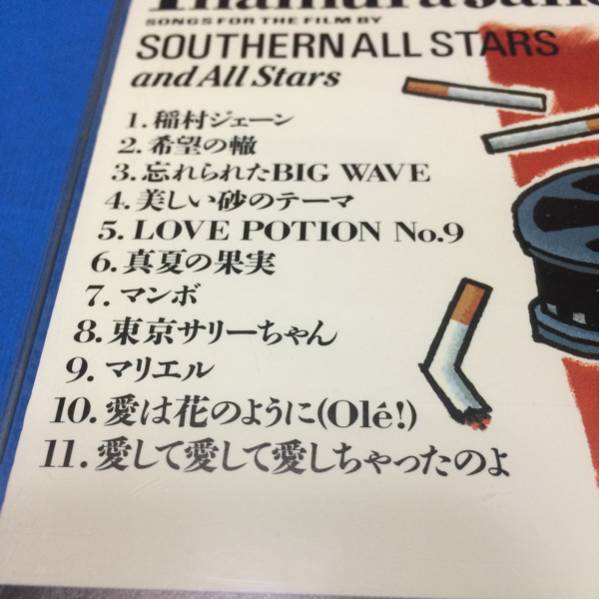 Inamura Jane
SONGS FOR THE FILM BY
SOUTHERN ALL STARS
and All Stars
1. 稲村ジェーン
2. 希望の轍
3. 忘れられたBIG WAVE
4. 美しい砂のテーマ
5. LOVE POTION No.9
6. 真夏の果実
7. マンボ
8. 東京サリーちゃん
9. マリエル
10. 愛は花のように(Olé!)
11. 愛して愛して愛しちゃったのよ